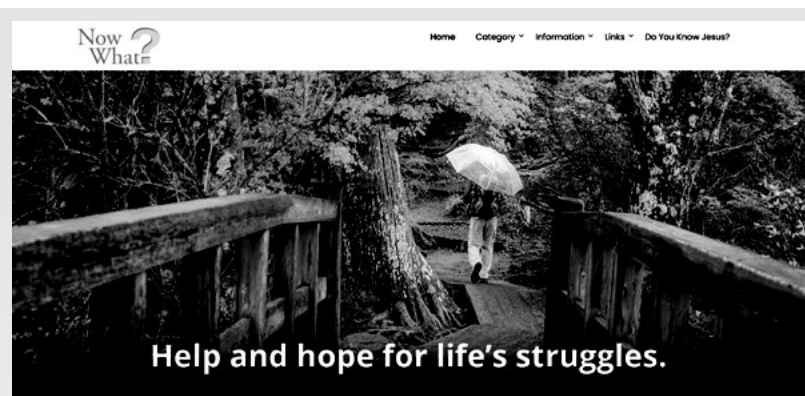 Now
What?
Home Category Information Links Do You Know Jesus?
Help and hope for life's struggles.